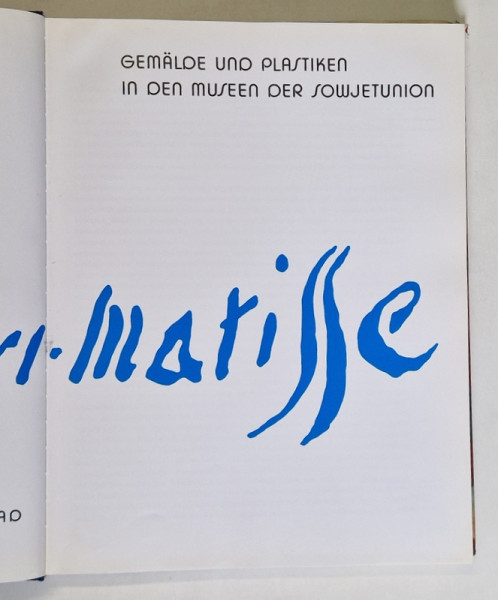 GEMÄLDE UND PLASTIKEN
IN DEN MUSEEN DER SOWJETUNION
Matisse